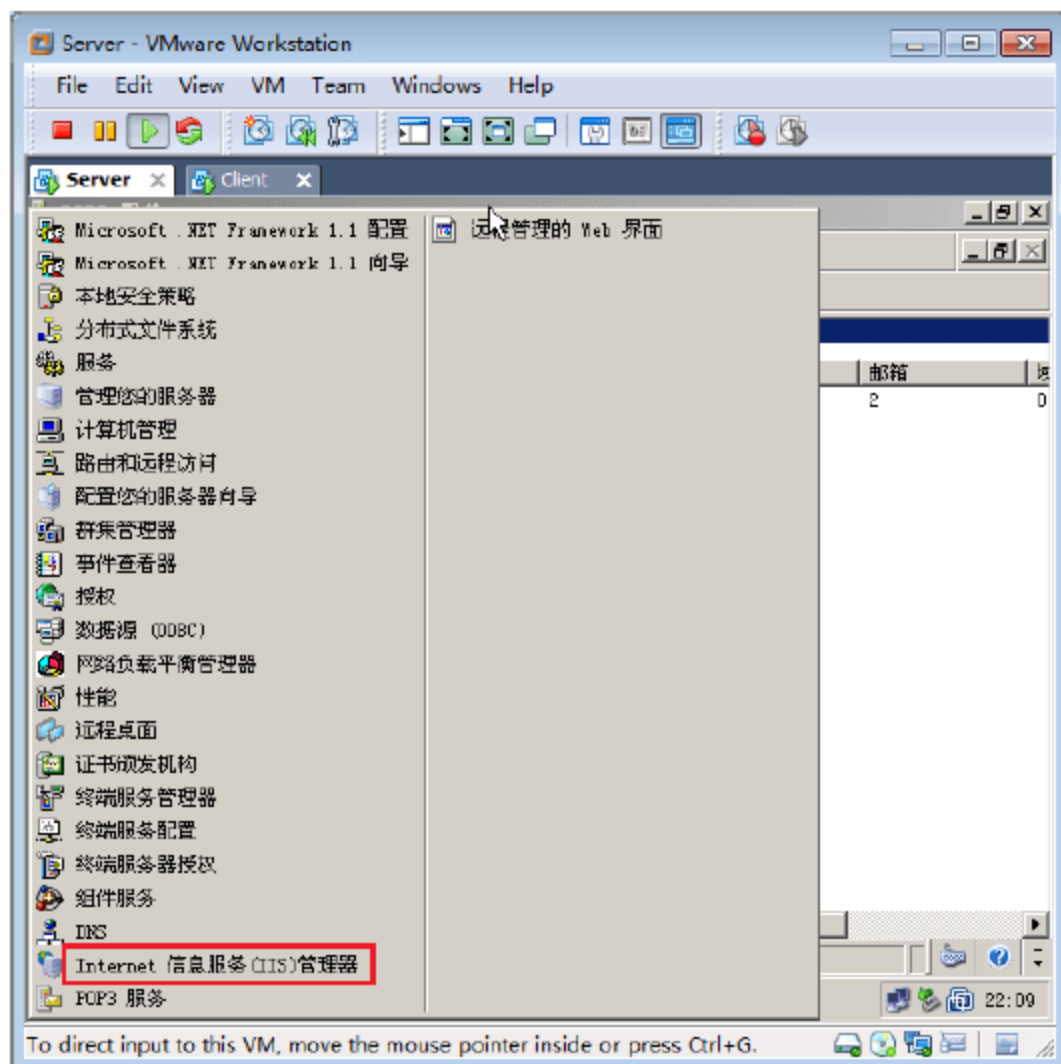 Server - VMware Workstation
File Edit View VM Team Windows Help
Server Client
Microsoft .NET Framework 1.1 配置
Microsoft .NET Framework 1.1 向导
本地安全策略
分布式文件系统
服务
管理您的服务器
计算机管理
路由和远程访问
配置您的服务器向导
群集管理器
事件查看器
授权
数据源 (ODBC)
网络负载平衡管理器
性能
远程桌面
证书颁发机构
终端服务管理器
终端服务配置
终端服务器授权
组件服务
DNS
Internet 信息服务(IIS)管理器
POP3 服务
远程管理的 Web 界面
邮箱
2 0
22:09
To direct input to this VM, move the mouse pointer inside or press Ctrl+G.